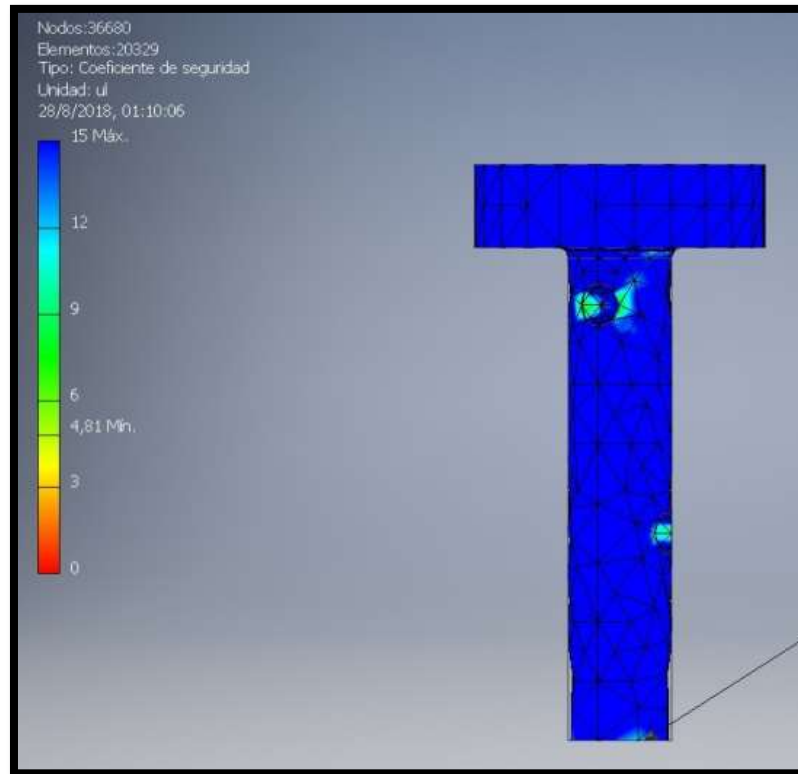 Nodos:36680
Elementos:20329
Tipo: Coeficiente de seguridad
Unidad: ul
28/8/2018, 01:10:06
15 Máx.
12
9
6
4,81 Mín.
3
0